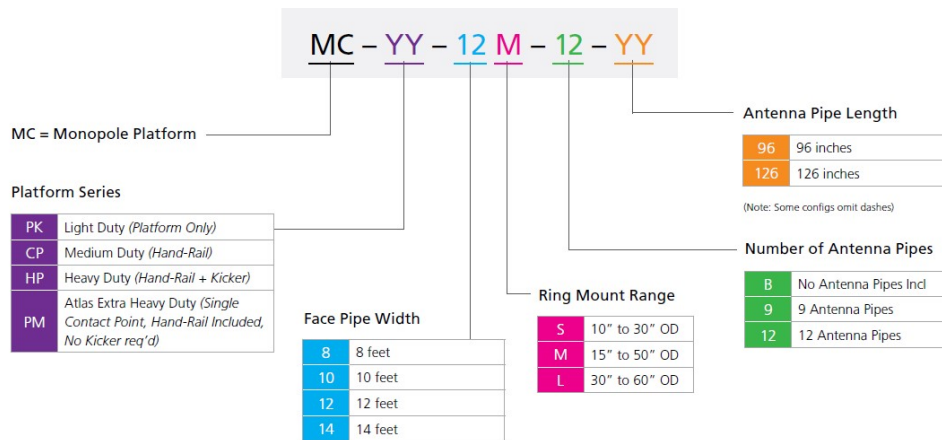 MC – YY – 12 M – 12 – YY
MC = Monopole Platform
Platform Series
PK Light Duty (Platform Only)
CP Medium Duty (Hand-Rail)
HP Heavy Duty (Hand-Rail + Kicker)
PM Atlas Extra Heavy Duty (Single
Contact Point, Hand-Rail Included,
No Kicker req’d)
Face Pipe Width
8 8 feet
10 10 feet
12 12 feet
14 14 feet
Ring Mount Range
S 10” to 30” OD
M 15” to 50” OD
L 30” to 60” OD
Antenna Pipe Length
96 96 inches
126 126 inches
(Note: Some configs omit dashes)
Number of Antenna Pipes
B No Antenna Pipes Incl
9 9 Antenna Pipes
12 12 Antenna Pipes